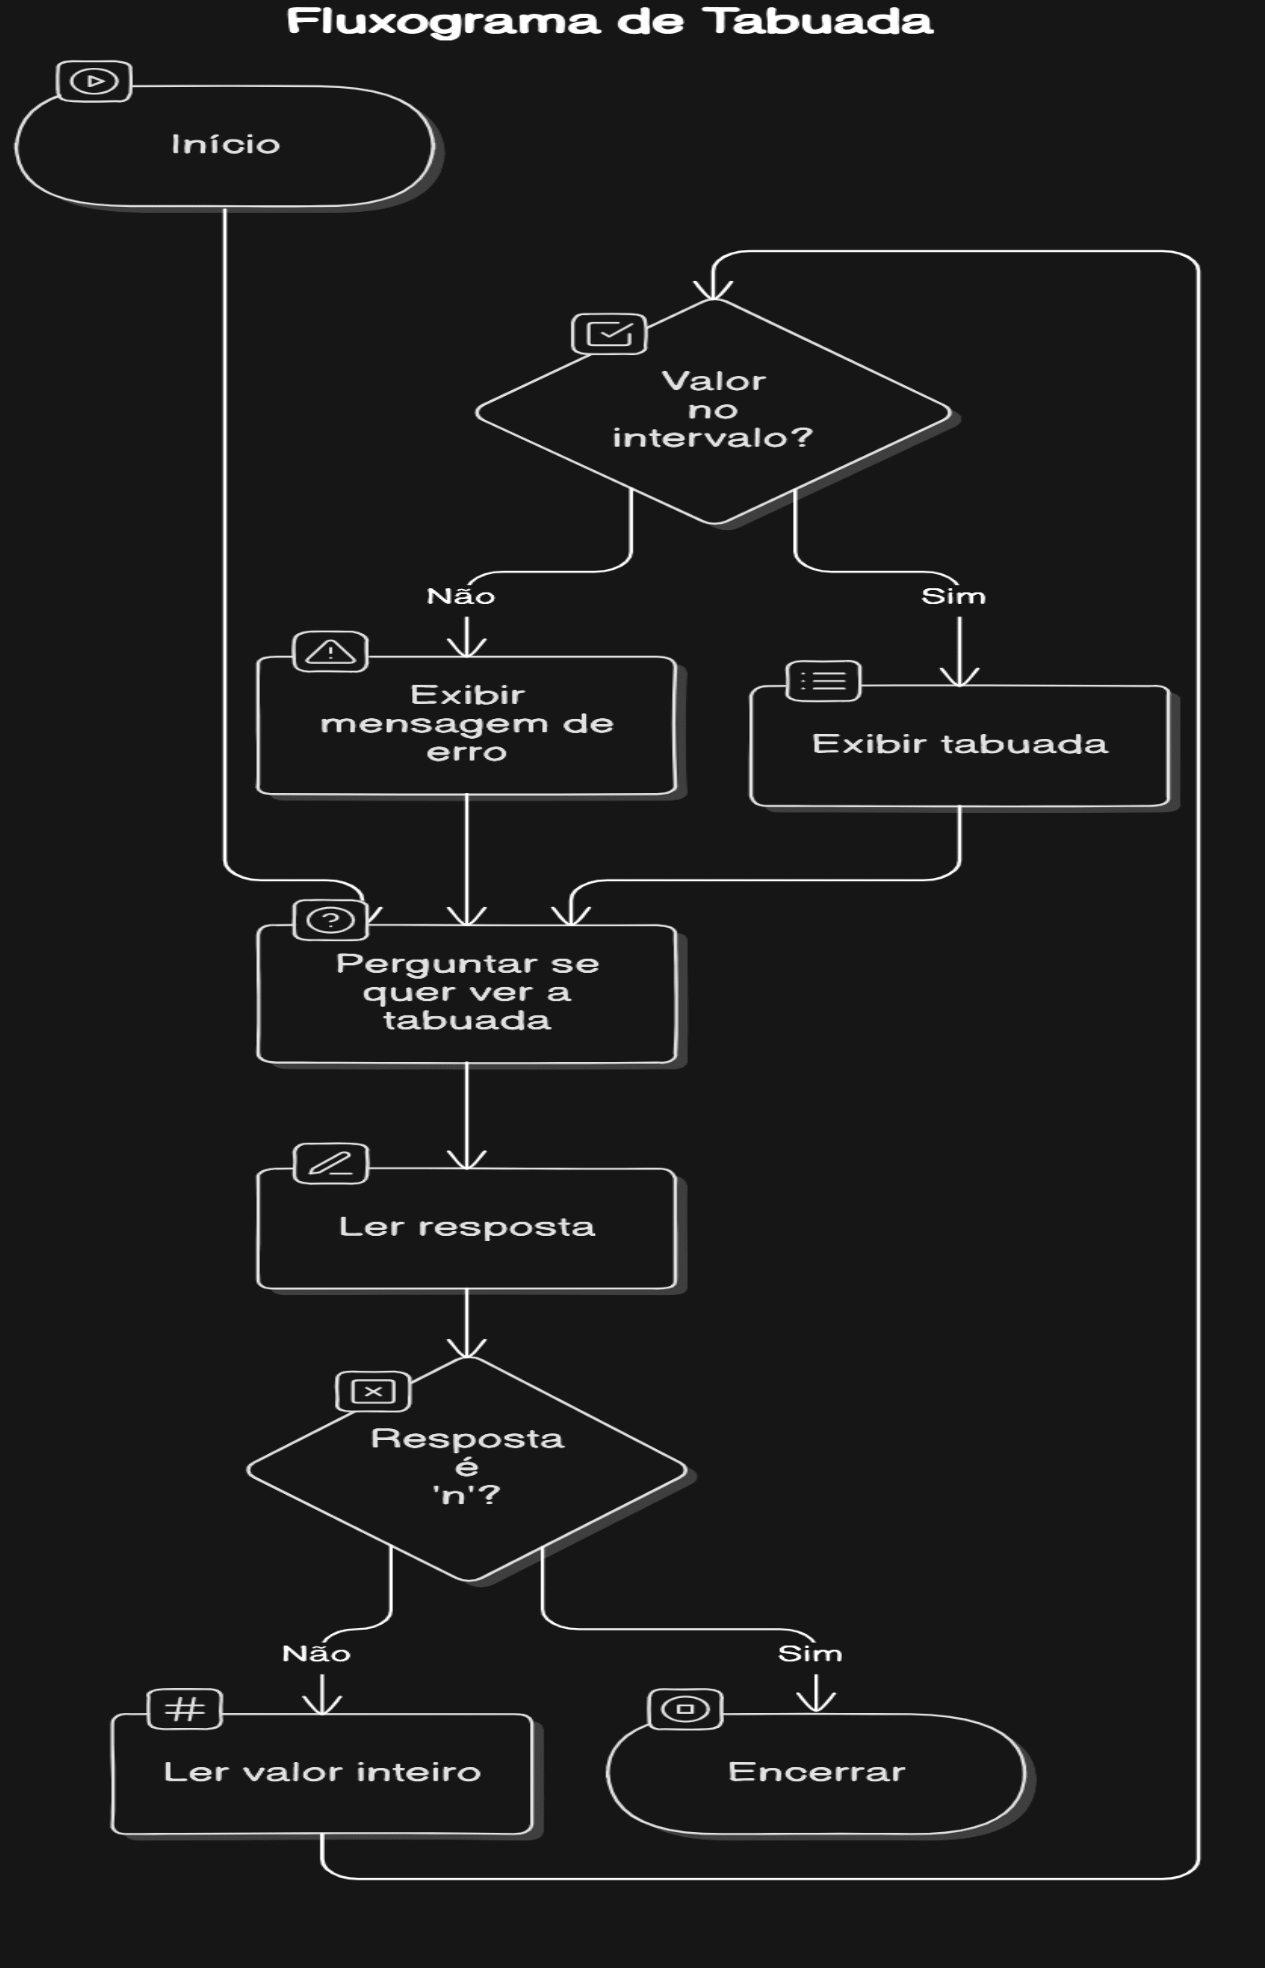 Fluxograma de Tabuada
Início
Valor
no
intervalo?
Não
Sim
Exibir
mensagem de
erro
Exibir tabuada
Perguntar se
quer ver a
tabuada
Ler resposta
Resposta
é
'n'?
Não
Sim
Ler valor inteiro
Encerrar